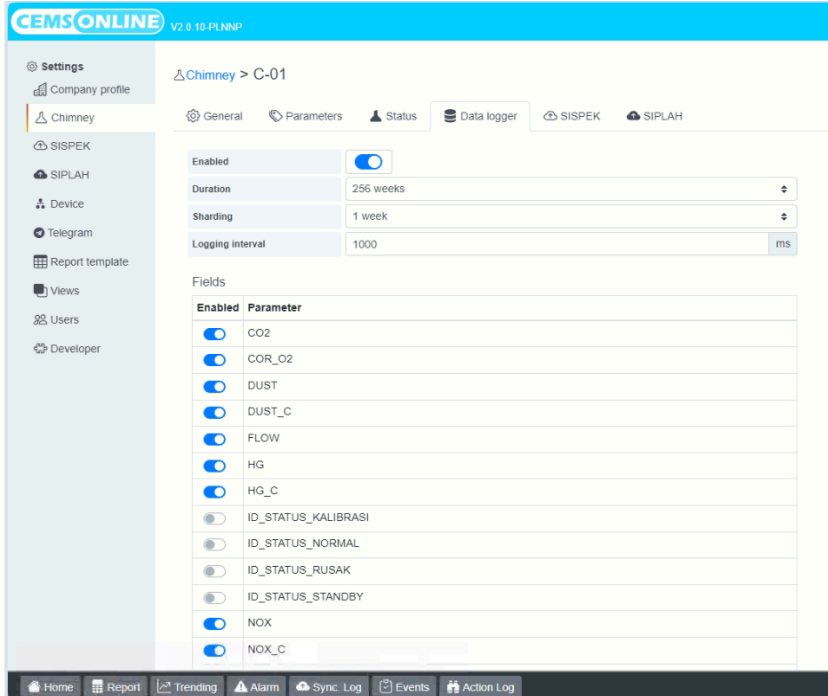 CEMS ONLINE V2.0.10-PLNNP
Settings
Company profile
Chimney
SISPEK
SIPLAH
Device
Telegram
Report template
Views
Users
Developer
Chimney > C-01
General Parameters Status Data logger SISPEK SIPLAH
Enabled
Duration 256 weeks
Sharding 1 week
Logging interval 1000 ms
Fields
Enabled Parameter
CO2
COR_O2
DUST
DUST_C
FLOW
HG
HG_C
ID_STATUS_KALIBRASI
ID_STATUS_NORMAL
ID_STATUS_RUSAK
ID_STATUS_STANDBY
NOX
NOX_C
Home Report Trending Alarm Sync. Log Events Action Log